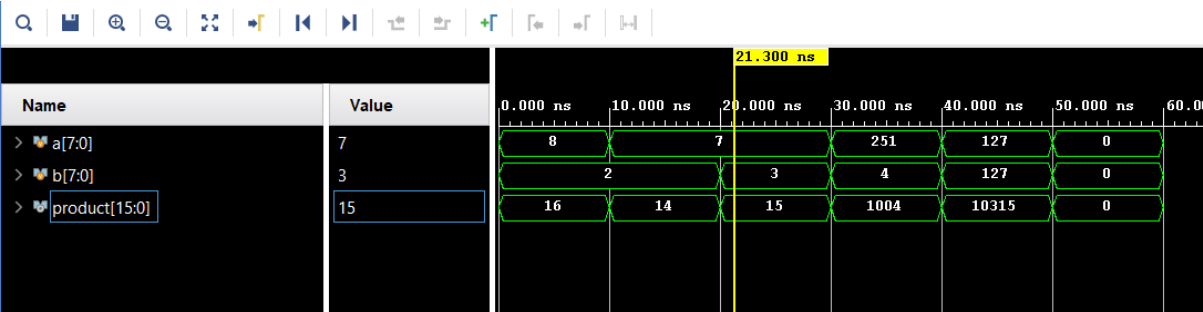 21.300 ns
Name Value 0.000 ns 10.000 ns 20.000 ns 30.000 ns 40.000 ns 50.000 ns 60.0
a[7:0] 7 8 7 251 127 0
b[7:0] 3 2 3 4 127 0
product[15:0] 15 16 14 15 1004 10315 0